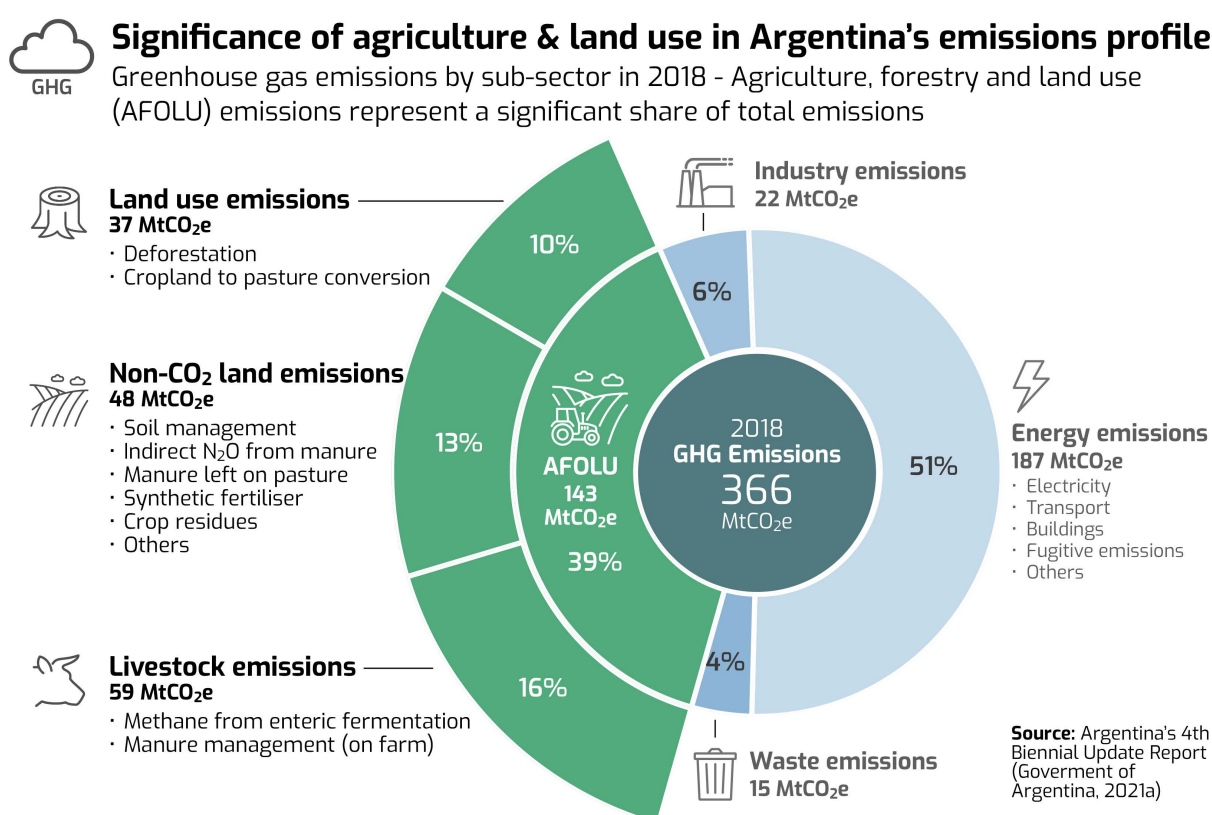 GHG
Significance of agriculture & land use in Argentina's emissions profile
Greenhouse gas emissions by sub-sector in 2018 - Agriculture, forestry and land use
(AFOLU) emissions represent a significant share of total emissions
Land use emissions
37 MtCO₂e
· Deforestation
· Cropland to pasture conversion
10%
Non-CO₂ land emissions
48 MtCO₂e
· Soil management
· Indirect N₂O from manure
· Manure left on pasture
· Synthetic fertiliser
· Crop residues
· Others
13%
Livestock emissions
59 MtCO₂e
· Methane from enteric fermentation
· Manure management (on farm)
16%
AFOLU
143
MtCO₂e
39%
2018
GHG Emissions
366
MtCO₂e
Industry emissions
22 MtCO₂e
6%
51%
Energy emissions
187 MtCO₂e
· Electricity
· Transport
· Buildings
· Fugitive emissions
· Others
4%
Waste emissions
15 MtCO₂e
Source: Argentina's 4th
Biennial Update Report
(Goverment of
Argentina, 2021a)